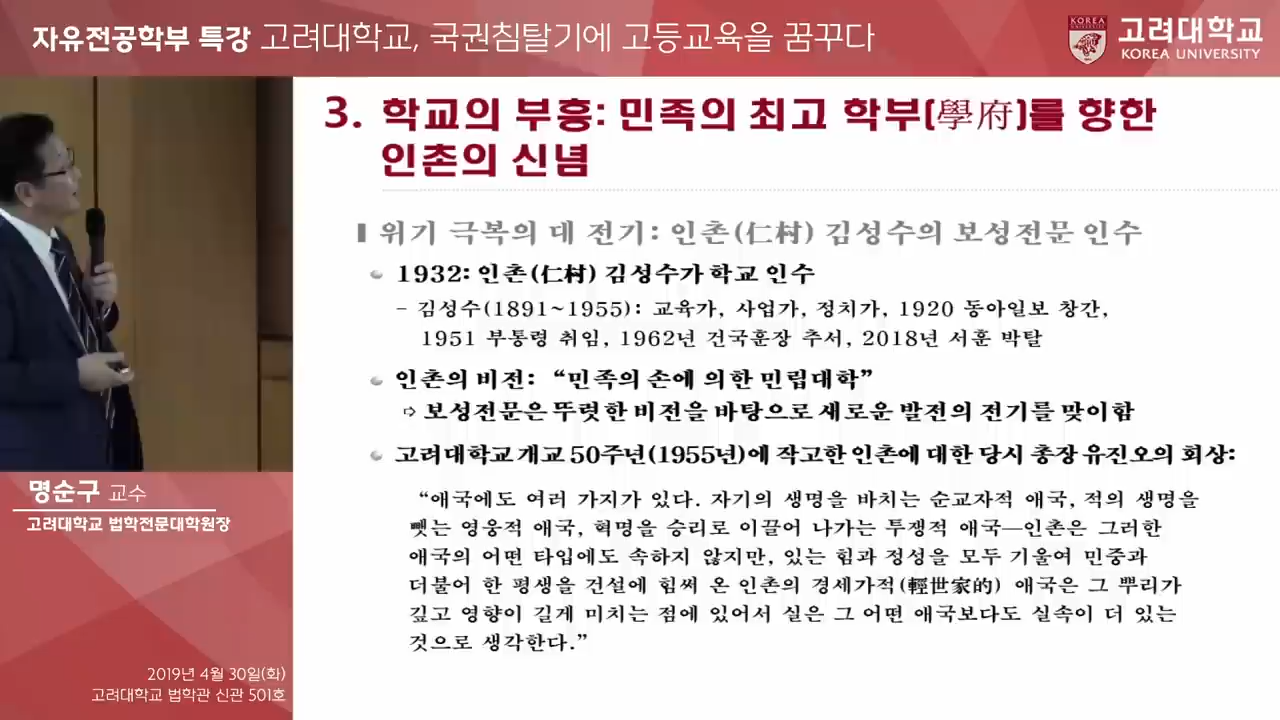 자유전공학부 특강 고려대학교, 국권침탈기에 고등교육을 꿈꾸다
KOREA
UNIVERSITY
고려대학교
KOREA UNIVERSITY
3. 학교의 부흥: 민족의 최고 학부(學府)를 향한
인촌의 신념
위기 극복의 대 전기: 인촌(仁村) 김성수의 보성전문 인수
1932: 인촌(仁村) 김성수가 학교 인수
- 김성수(1891~1955): 교육가, 사업가, 정치가, 1920 동아일보 창간,
1951 부통령 취임, 1962년 건국훈장 추서, 2018년 서훈 박탈
인촌의 비전: “민족의 손에 의한 민립대학”
⇨ 보성전문은 뚜렷한 비전을 바탕으로 새로운 발전의 전기를 맞이함
고려대학교 개교 50주년(1955년)에 작고한 인촌에 대한 당시 총장 유진오의 회상:
“애국에도 여러 가지가 있다. 자기의 생명을 바치는 순교자적 애국, 적의 생명을
뺏는 영웅적 애국, 혁명을 승리로 이끌어 나가는 투쟁적 애국—인촌은 그러한
애국의 어떤 타입에도 속하지 않지만, 있는 힘과 정성을 모두 기울여 민중과
더불어 한 평생을 건설에 힘써 온 인촌의 경세가적(輕世家的) 애국은 그 뿌리가
깊고 영향이 길게 미치는 점에 있어서 실은 그 어떤 애국보다도 실속이 더 있는
것으로 생각한다.”
명순구 교수
고려대학교 법학전문대학원장
2019년 4월 30일(화)
고려대학교 법학관 신관 501호